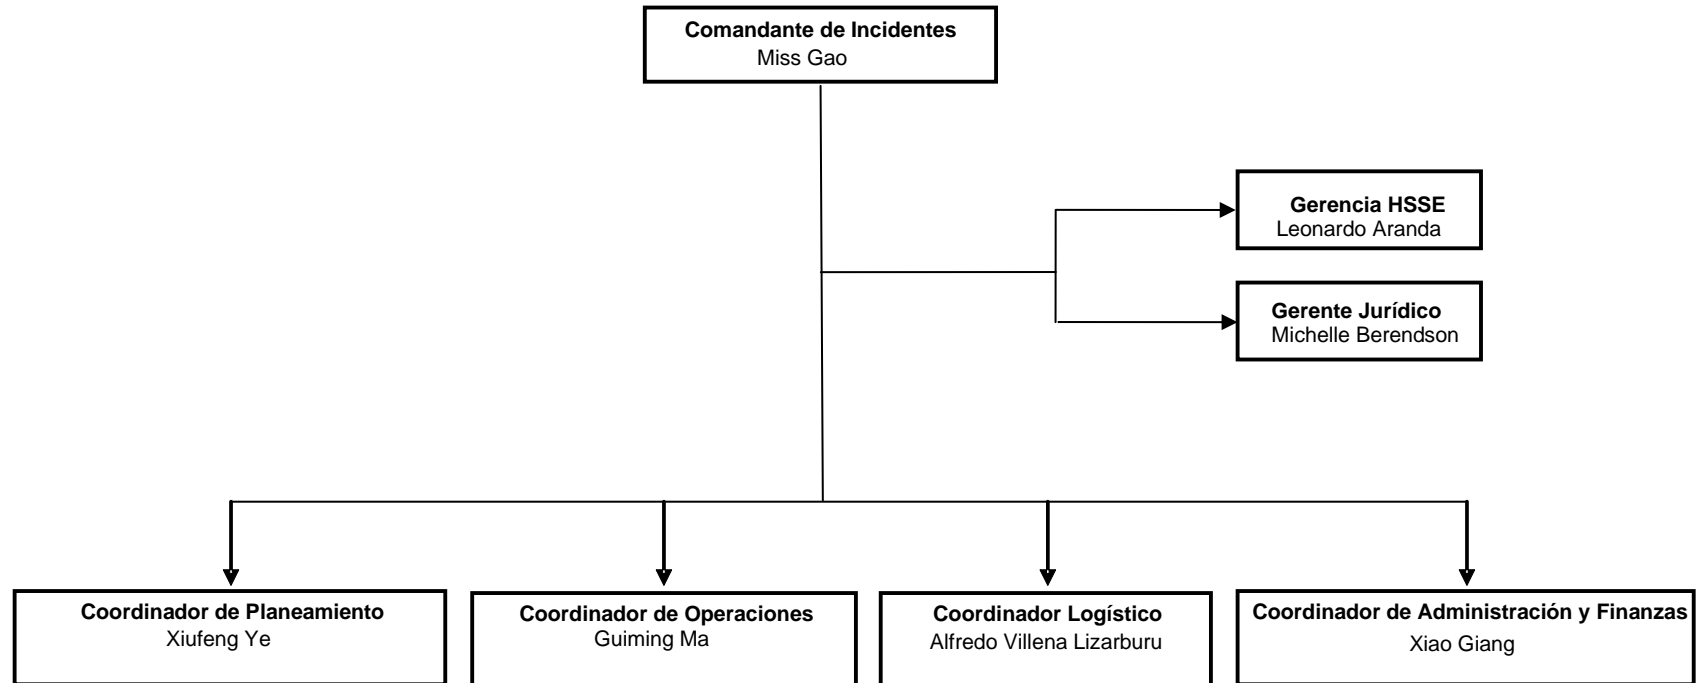 Comandante de Incidentes
Miss Gao
Gerencia HSSE
Leonardo Aranda
Gerente Jurídico
Michelle Berendson
Coordinador de Planeamiento
Xiufeng Ye
Coordinador de Operaciones
Guiming Ma
Coordinador Logístico
Alfredo Villena Lizarburu
Coordinador de Administración y Finanzas
Xiao Giang